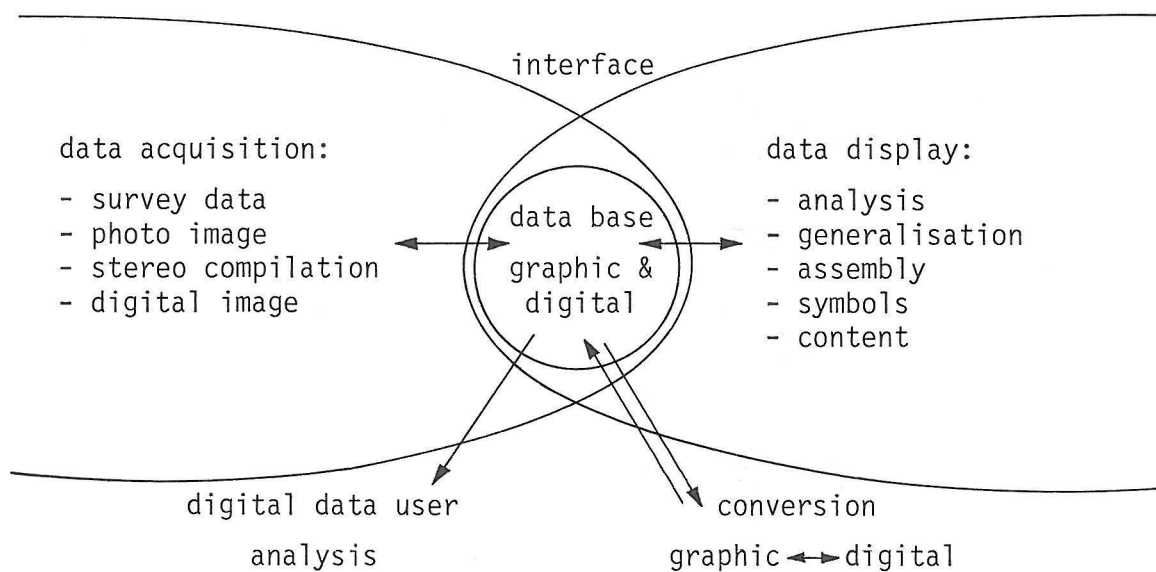 interface
data acquisition:
- survey data
- photo image
- stereo compilation
- digital image
data base
graphic &
digital
data display:
- analysis
- generalisation
- assembly
- symbols
- content
digital data user
analysis
conversion
graphic ↔ digital